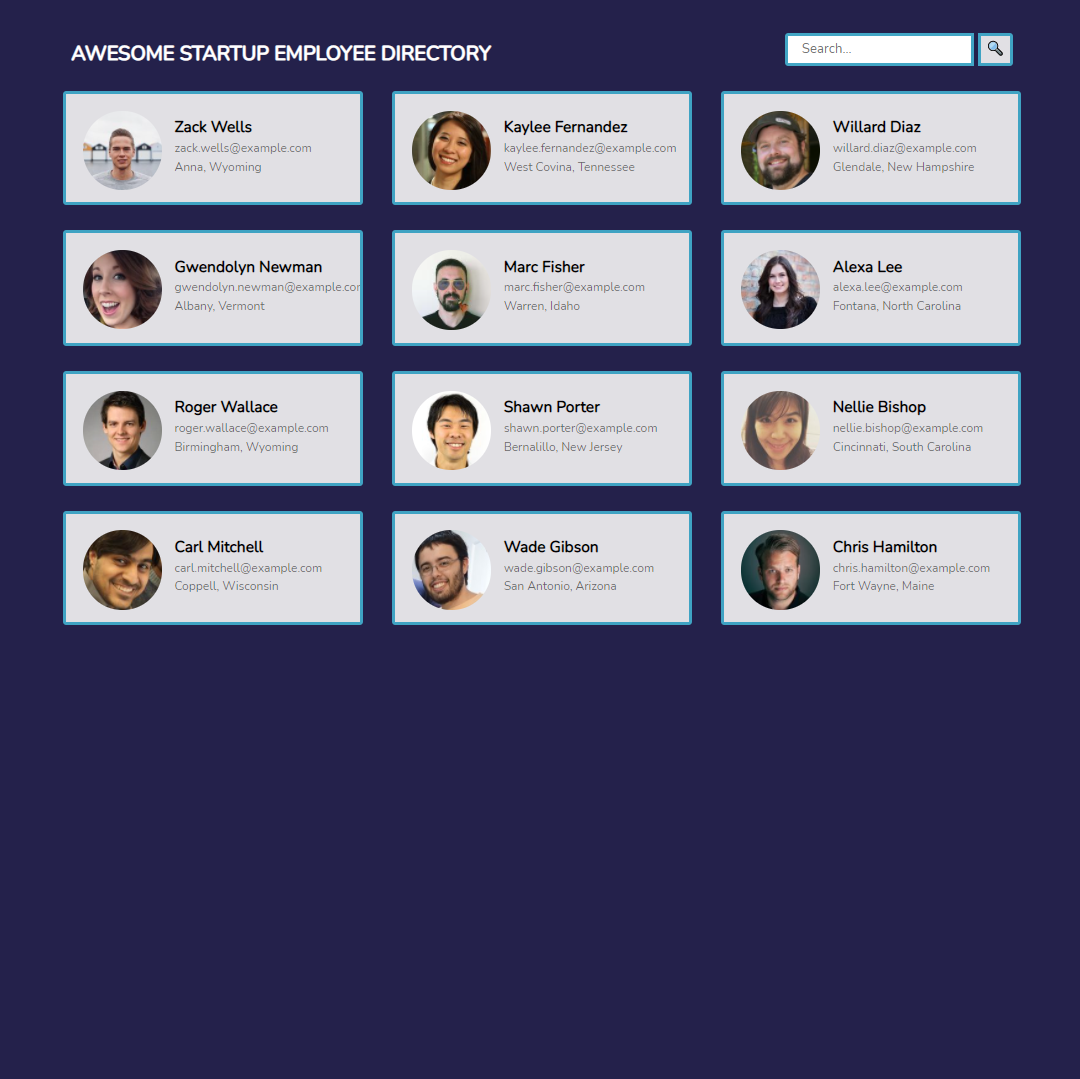 AWESOME STARTUP EMPLOYEE DIRECTORY
Search...
Zack Wells
zack.wells@example.com
Anna, Wyoming
Kaylee Fernandez
kaylee.fernandez@example.com
West Covina, Tennessee
Willard Diaz
willard.diaz@example.com
Glendale, New Hampshire
Gwendolyn Newman
gwendolyn.newman@example.cor
Albany, Vermont
Marc Fisher
marc.fisher@example.com
Warren, Idaho
Alexa Lee
alexa.lee@example.com
Fontana, North Carolina
Roger Wallace
roger.wallace@example.com
Birmingham, Wyoming
Shawn Porter
shawn.porter@example.com
Bernalillo, New Jersey
Nellie Bishop
nellie.bishop@example.com
Cincinnati, South Carolina
Carl Mitchell
carl.mitchell@example.com
Coppell, Wisconsin
Wade Gibson
wade.gibson@example.com
San Antonio, Arizona
Chris Hamilton
chris.hamilton@example.com
Fort Wayne, Maine